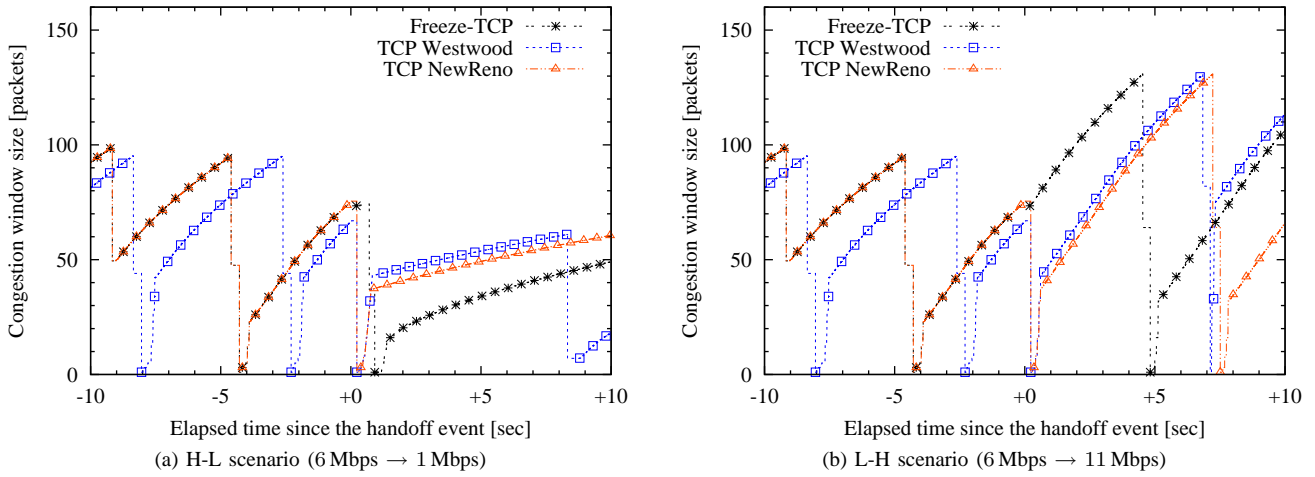 Freeze-TCP
TCP Westwood
TCP NewReno
150
100
50
0
-10
-5
+0
+5
+10
Congestion window size [packets]
Elapsed time since the handoff event [sec]
(a) H-L scenario (6 Mbps → 1 Mbps)
Freeze-TCP
TCP Westwood
TCP NewReno
150
100
50
0
-10
-5
+0
+5
+10
Congestion window size [packets]
Elapsed time since the handoff event [sec]
(b) L-H scenario (6 Mbps → 11 Mbps)